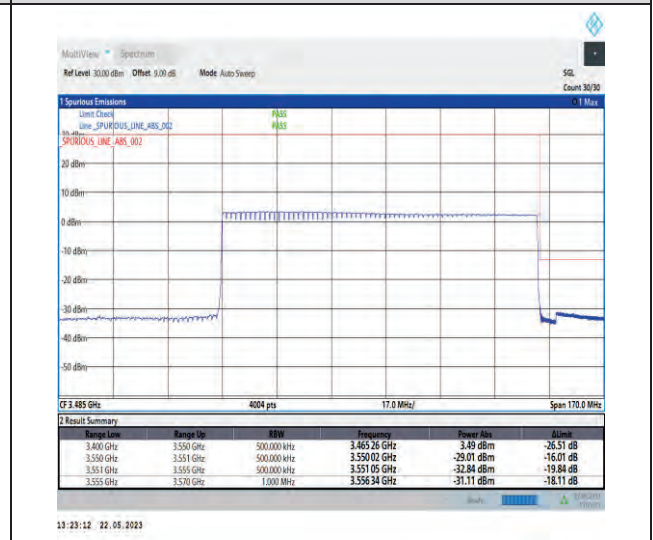 MultiView Spectrum
Ref Level 30.00 dBm Offset 9.09 dB Mode Auto Sweep SGL
Count 30/30
1 Spurious Emissions 1 Max
Limit Check PASS
Line _SPURIOUS_LINE_ABS_002 PASS
_SPURIOUS_LINE_ABS_002
20 dBm
10 dBm
0 dBm
-10 dBm
-20 dBm
-30 dBm
-40 dBm
-50 dBm
CF 3.485 GHz 4004 pts 17.0 MHz/ Span 170.0 MHz
2 Result Summary
Range Low Range Up RBW Frequency Power Abs ΔLimit
3.400 GHz 3.550 GHz 500.000 kHz 3.465 26 GHz 3.49 dBm -26.51 dB
3.550 GHz 3.551 GHz 500.000 kHz 3.550 02 GHz -29.01 dBm -16.01 dB
3.551 GHz 3.555 GHz 500.000 kHz 3.551 05 GHz -32.84 dBm -19.84 dB
3.555 GHz 3.570 GHz 1.000 MHz 3.556 34 GHz -31.11 dBm -18.11 dB
13:23:12 22.05.2023